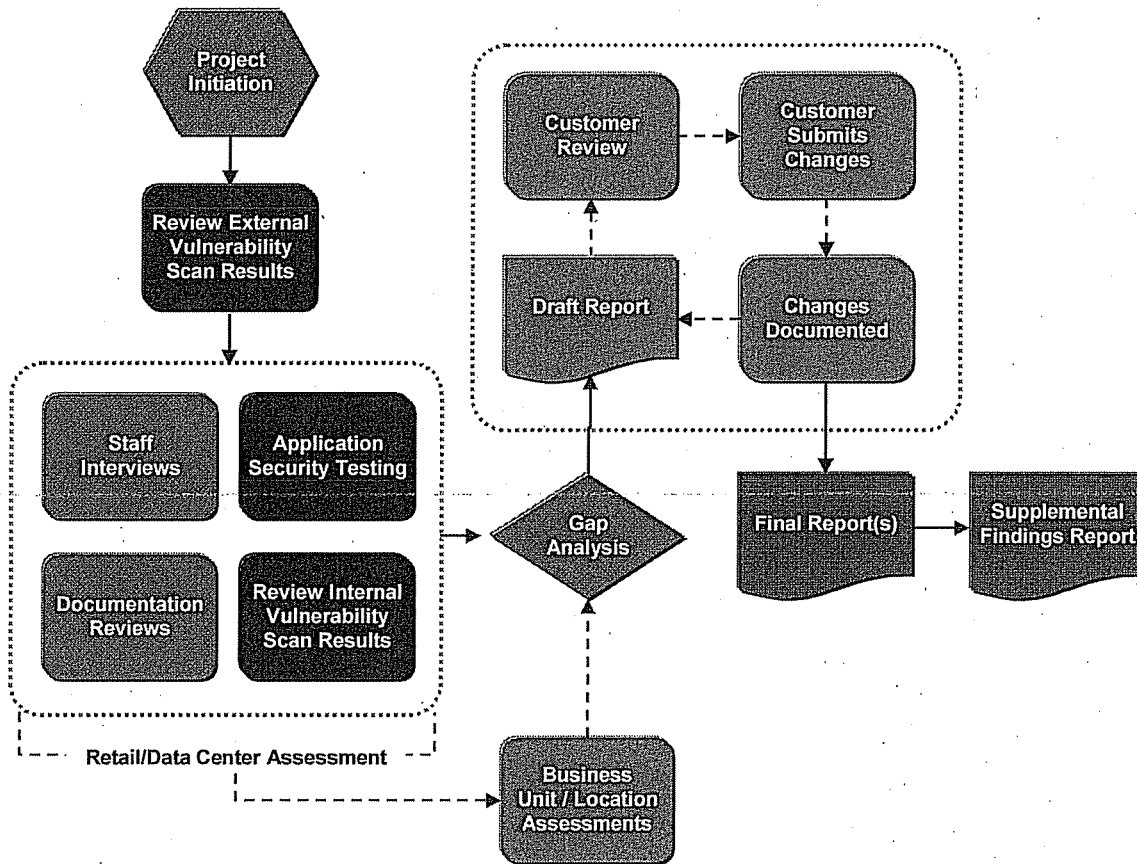 Project
Initiation
Review External
Vulnerability
Scan Results
Staff
Interviews
Application
Security Testing
Documentation
Reviews
Review Internal
Vulnerability
Scan Results
Retail/Data Center Assessment
Business
Unit / Location
Assessments
Gap
Analysis
Draft Report
Customer
Review
Customer
Submits
Changes
Changes
Documented
Final Report(s)
Supplemental
Findings Report